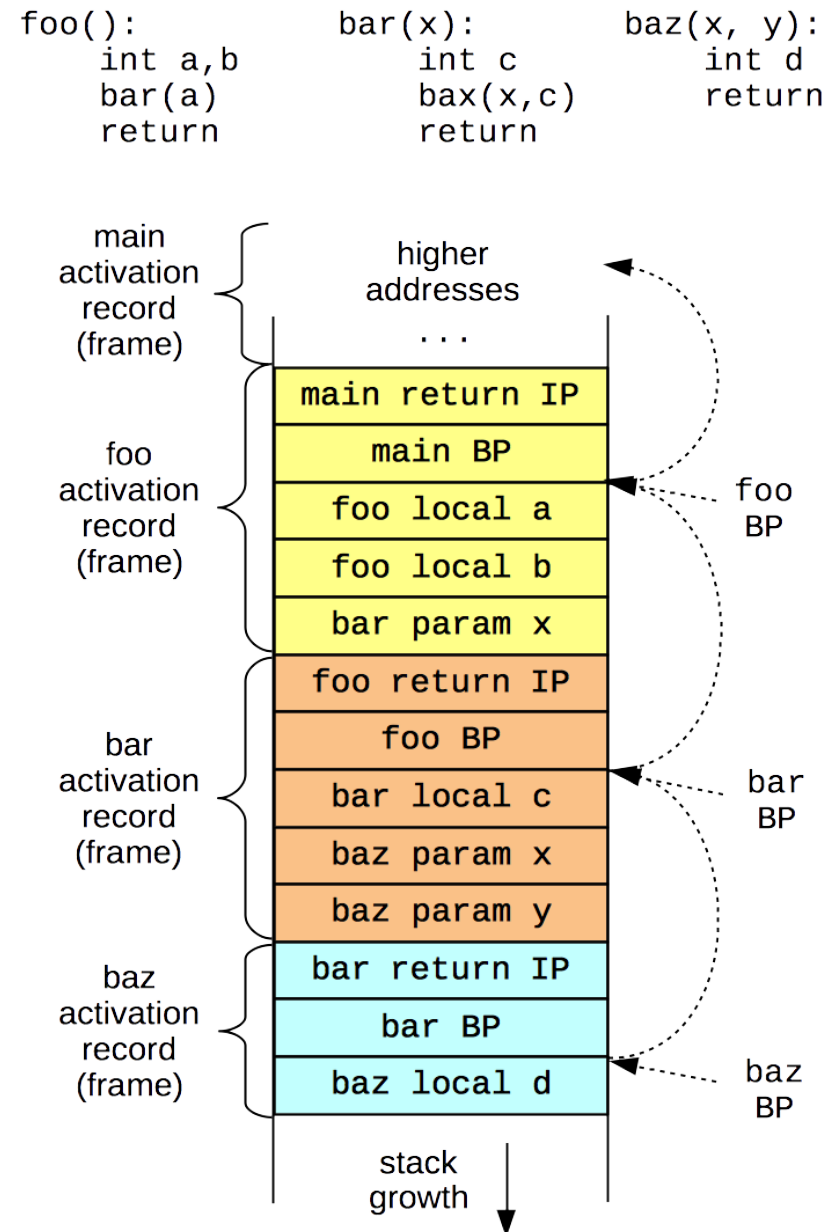 foo():
    int a,b
    bar(a)
    return
bar(x):
    int c
    bax(x,c)
    return
baz(x, y):
    int d
    return
main
activation
record
(frame)
higher
addresses
...
main return IP
main BP
foo local a
foo local b
bar param x
foo
activation
record
(frame)
foo
BP
foo return IP
foo BP
bar local c
baz param x
baz param y
bar
activation
record
(frame)
bar
BP
bar return IP
bar BP
baz local d
baz
activation
record
(frame)
baz
BP
stack
growth